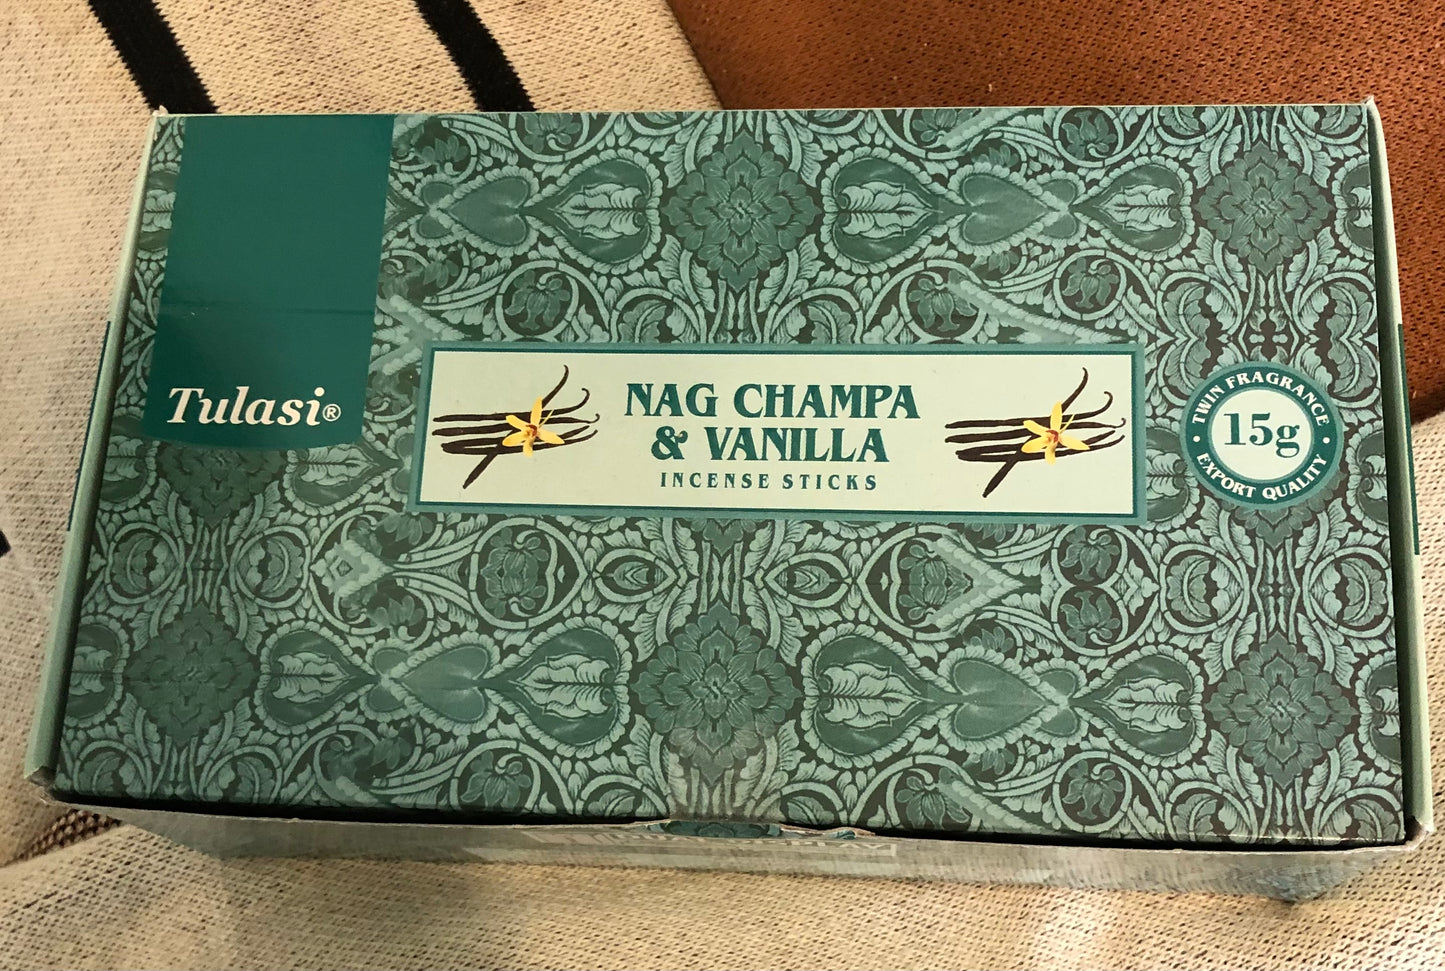 Tulasi®
NAG CHAMPA
& VANILLA
INCENSE STICKS
TWIN FRAGRANCE
15g
EXPORT QUALITY